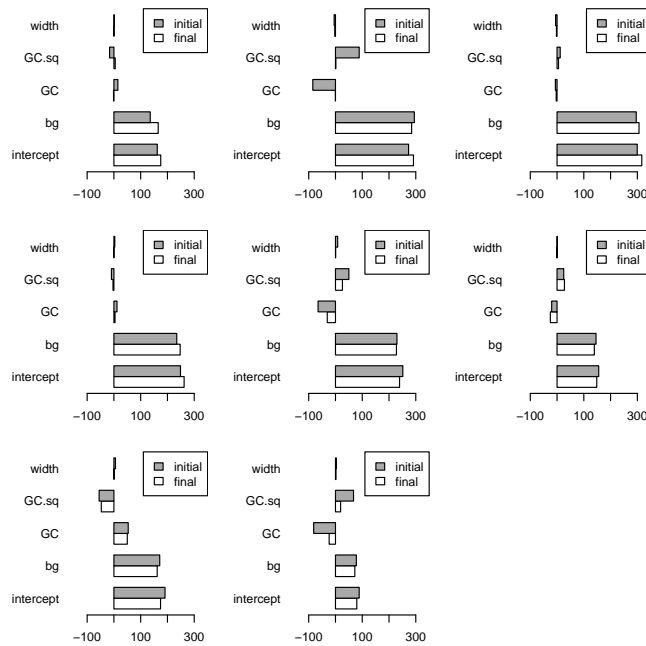 width
GC.sq
GC
bg
intercept
initial
final
−100 100 300
width
GC.sq
GC
bg
intercept
initial
final
−100 100 300
width
GC.sq
GC
bg
intercept
initial
final
−100 100 300
width
GC.sq
GC
bg
intercept
initial
final
−100 100 300
width
GC.sq
GC
bg
intercept
initial
final
−100 100 300
width
GC.sq
GC
bg
intercept
initial
final
−100 100 300
width
GC.sq
GC
bg
intercept
initial
final
−100 100 300
width
GC.sq
GC
bg
intercept
initial
final
−100 100 300